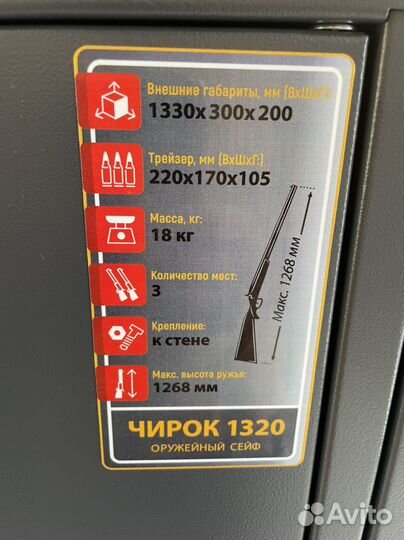 Внешние габариты, мм (ВхШхГ:)
1330х300х200
Трейзер, мм (ВхШхГ:)
220х170х105
Масса, кг:
18 кг
Количество мест:
3
Крепление:
к стене
Макс. высота ружья:
1268 мм
Макс. 1268 мм
ЧИРОК 1320
ОРУЖЕЙНЫЙ СЕЙФ
Avito